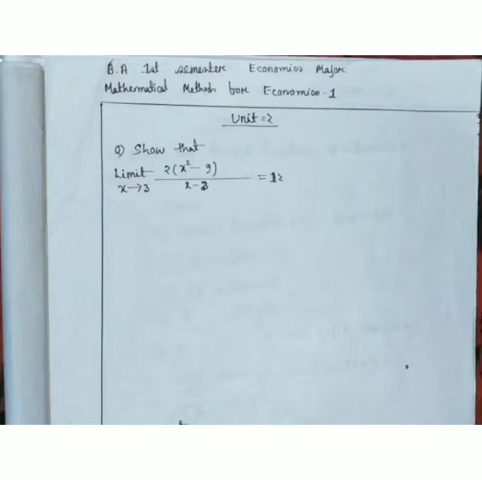 B.A 1st semester Economics Major
Mathematical Methods for Economics-1
Unit=2
Q) Show that
Limit 2(x²-9) = 12
x→3 x-3